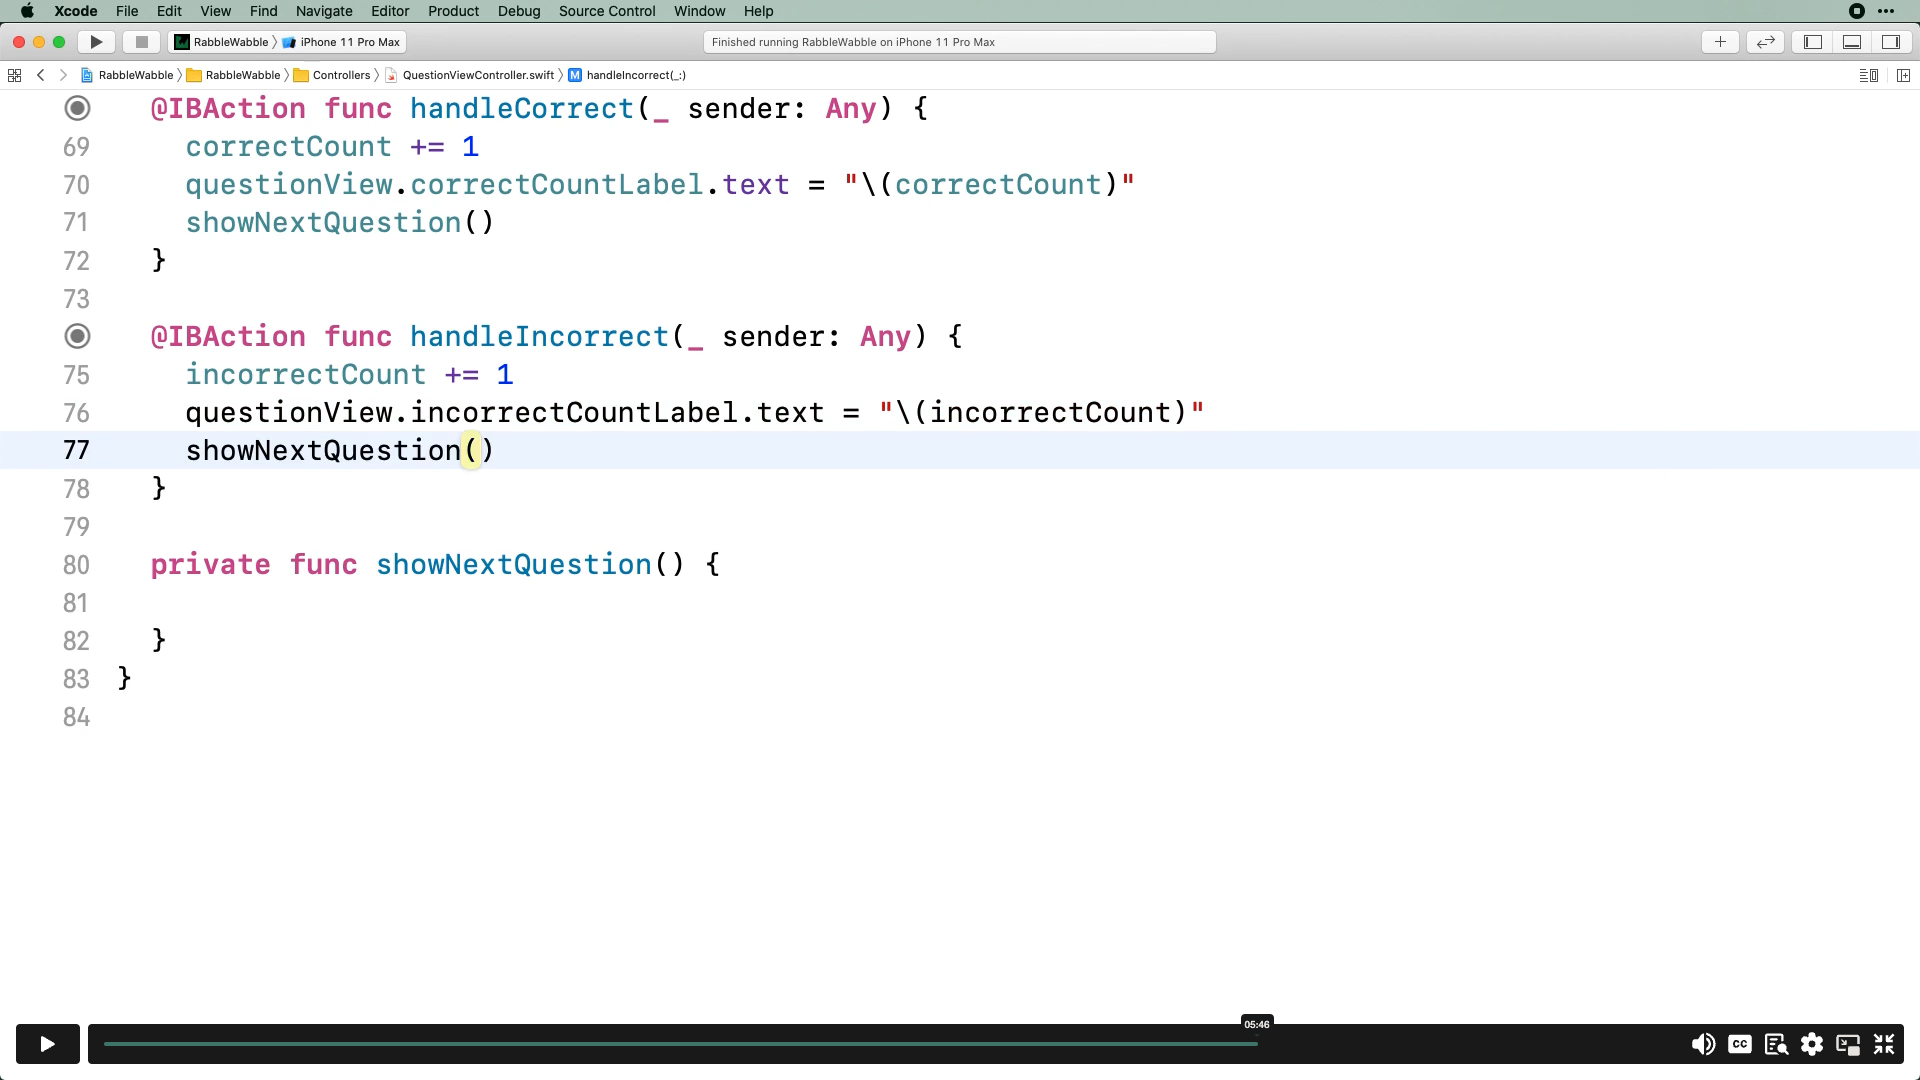 Xcode File Edit View Find Navigate Editor Product Debug Source Control Window Help
RabbleWabble 〉 iPhone 11 Pro Max
Finished running RabbleWabble on iPhone 11 Pro Max
RabbleWabble 〉 RabbleWabble 〉 Controllers 〉 QuestionViewController.swift 〉 M handleIncorrect(_:)
@IBAction func handleCorrect(_ sender: Any) {
69 correctCount += 1
70 questionView.correctCountLabel.text = "\(correctCount)"
71 showNextQuestion()
72 }
73
@IBAction func handleIncorrect(_ sender: Any) {
75 incorrectCount += 1
76 questionView.incorrectCountLabel.text = "\(incorrectCount)"
77 showNextQuestion()
78 }
79
80 private func showNextQuestion() {
81
82 }
83 }
84
05:46
CC